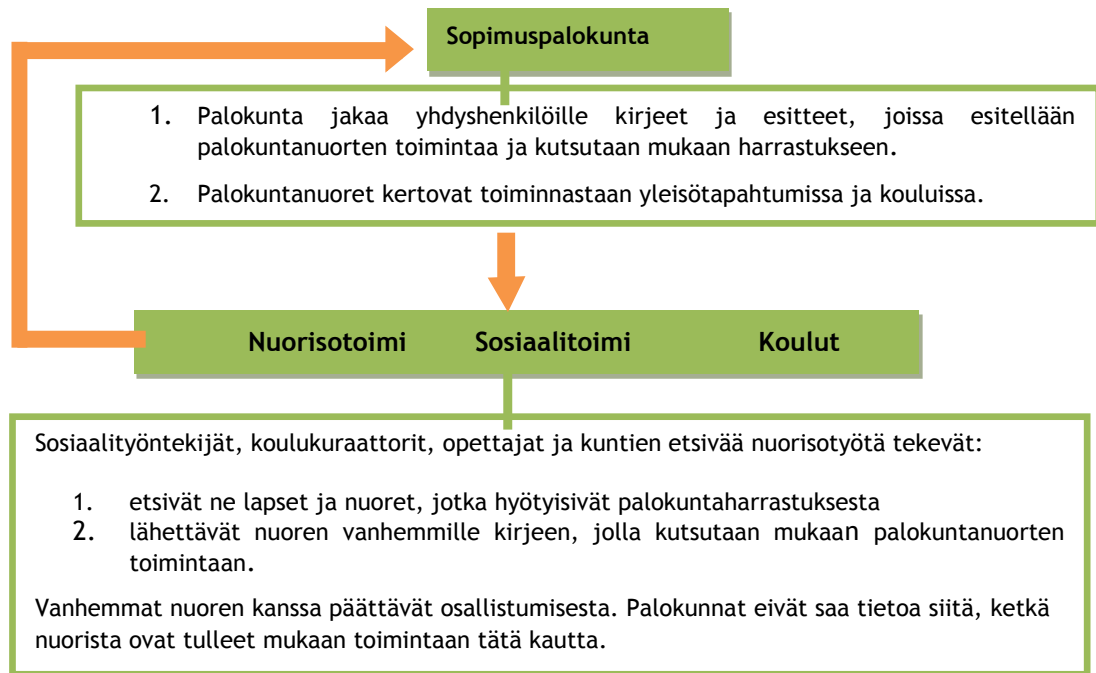 Sopimuspalokunta
1. Palokunta jakaa yhdyshenkilöille kirjeet ja esitteet, joissa esitellään
palokuntanuorten toimintaa ja kutsutaan mukaan harrastukseen.
2. Palokuntanuoret kertovat toiminnastaan yleisötapahtumissa ja kouluissa.
Nuorisotoimi Sosiaalitoimi Koulut
Sosiaalityöntekijät, koulukuraattorit, opettajat ja kuntien etsivää nuorisotyötä tekevät:
1. etsivät ne lapset ja nuoret, jotka hyötyisivät palokuntaharrastuksesta
2. lähettävät nuoren vanhemmille kirjeen, jolla kutsutaan mukaan palokuntanuorten
toimintaan.
Vanhemmat nuoren kanssa päättävät osallistumisesta. Palokunnat eivät saa tietoa siitä, ketkä
nuorista ovat tulleet mukaan toimintaan tätä kautta.